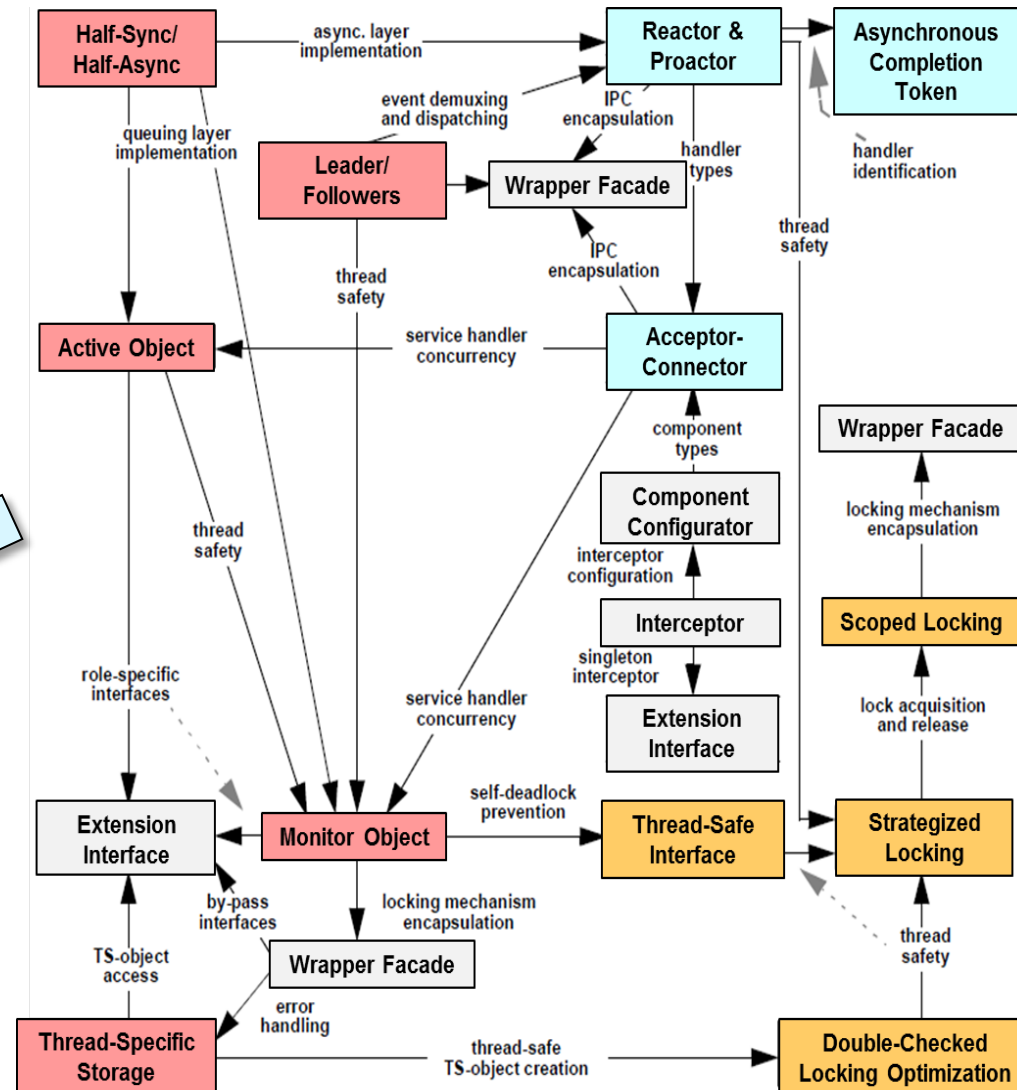 Half-Sync/
Half-Async
async. layer
implementation
Reactor &
Proactor
Asynchronous
Completion
Token
event demuxing
and dispatching
IPC
encapsulation
queuing layer
implementation
handler
types
handler
identification
Leader/
Followers
Wrapper Facade
thread
safety
IPC
encapsulation
thread
safety
Active Object
service handler
concurrency
Acceptor-
Connector
component
types
Wrapper Facade
Component
Configurator
locking mechanism
encapsulation
thread
safety
interceptor
configuration
Interceptor
Scoped Locking
singleton
interceptor
role-specific
interfaces
service handler
concurrency
Extension
Interface
lock acquisition
and release
self-deadlock
prevention
Extension
Interface
Monitor Object
Thread-Safe
Interface
Strategized
Locking
by-pass
interfaces
locking mechanism
encapsulation
thread
safety
TS-object
access
Wrapper Facade
error
handling
Thread-Specific
Storage
thread-safe
TS-object creation
Double-Checked
Locking Optimization